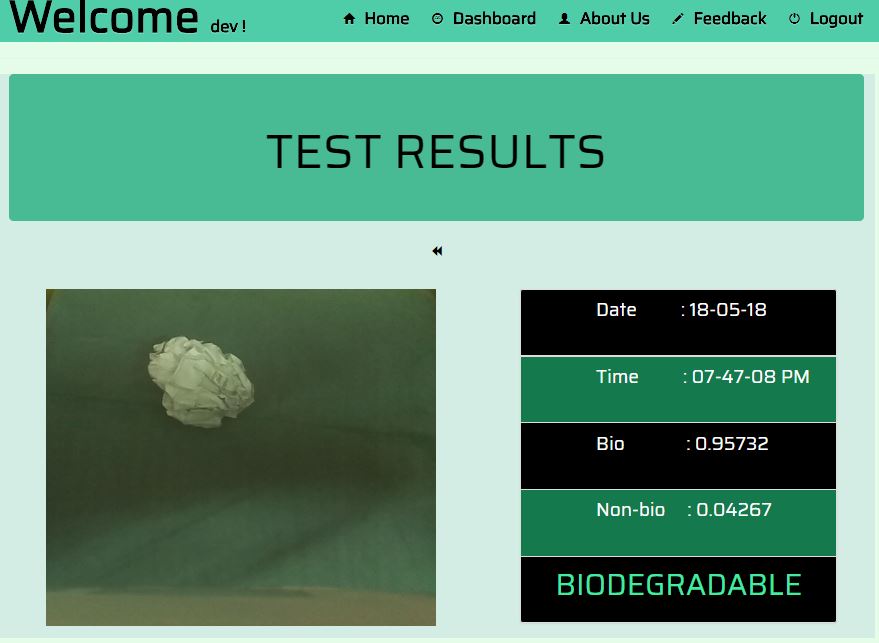 Welcome dev ! Home Dashboard About Us Feedback Logout
TEST RESULTS
Date : 18-05-18
Time : 07-47-08 PM
Bio : 0.95732
Non-bio : 0.04267
BIODEGRADABLE